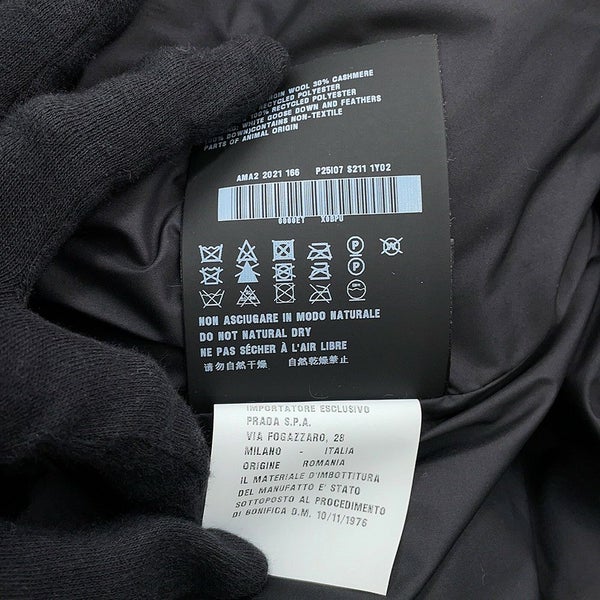 VIRGIN WOOL 30% CASHMERE
RECYCLED POLYESTER
100% RECYCLED POLYESTER
WHITE GOOSE DOWN AND FEATHERS
DOWN)CONTAINS NON-TEXTILE
PARTS OF ANIMAL ORIGIN
AMA2 2021 166 P25I07 S211 1Y02
X0BPU
P W
P
NON ASCIUGARE IN MODO NATURALE
DO NOT NATURAL DRY
NE PAS SÉCHER À L'AIR LIBRE
请勿自然干燥 自然乾燥禁止
IMPORTATORE ESCLUSIVO
PRADA S.P.A.
VIA FOGAZZARO, 28
MILANO - ITALIA
ORIGINE ROMANIA
IL MATERIALE D'IMBOTTITURA
DEL MANUFATTO E' STATO
SOTTOPOSTO AL PROCEDIMENTO
DI BONIFICA D.M. 10/11/1976